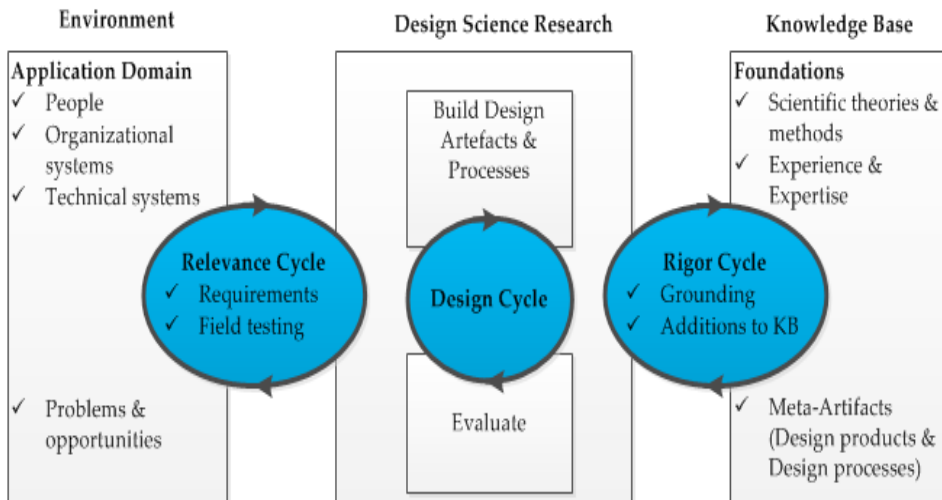 Environment
Application Domain
✓ People
✓ Organizational
systems
✓ Technical systems
✓ Problems &
opportunities
Relevance Cycle
✓ Requirements
✓ Field testing
Design Science Research
Build Design
Artefacts &
Processes
Design Cycle
Evaluate
Rigor Cycle
✓ Grounding
✓ Additions to KB
Knowledge Base
Foundations
✓ Scientific theories &
methods
✓ Experience &
Expertise
✓ Meta-Artifacts
(Design products &
Design processes)